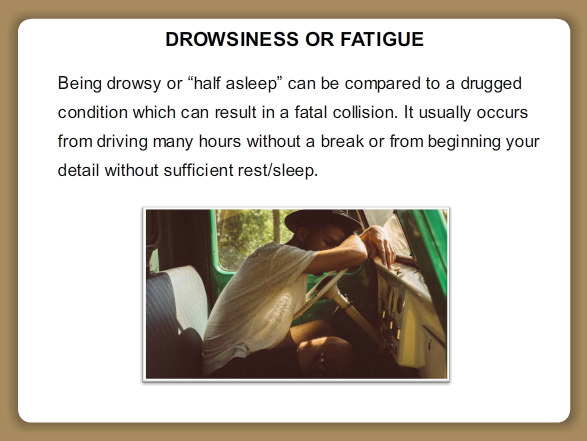 DROWSINESS OR FATIGUE
Being drowsy or “half asleep” can be compared to a drugged
condition which can result in a fatal collision. It usually occurs
from driving many hours without a break or from beginning your
detail without sufficient rest/sleep.